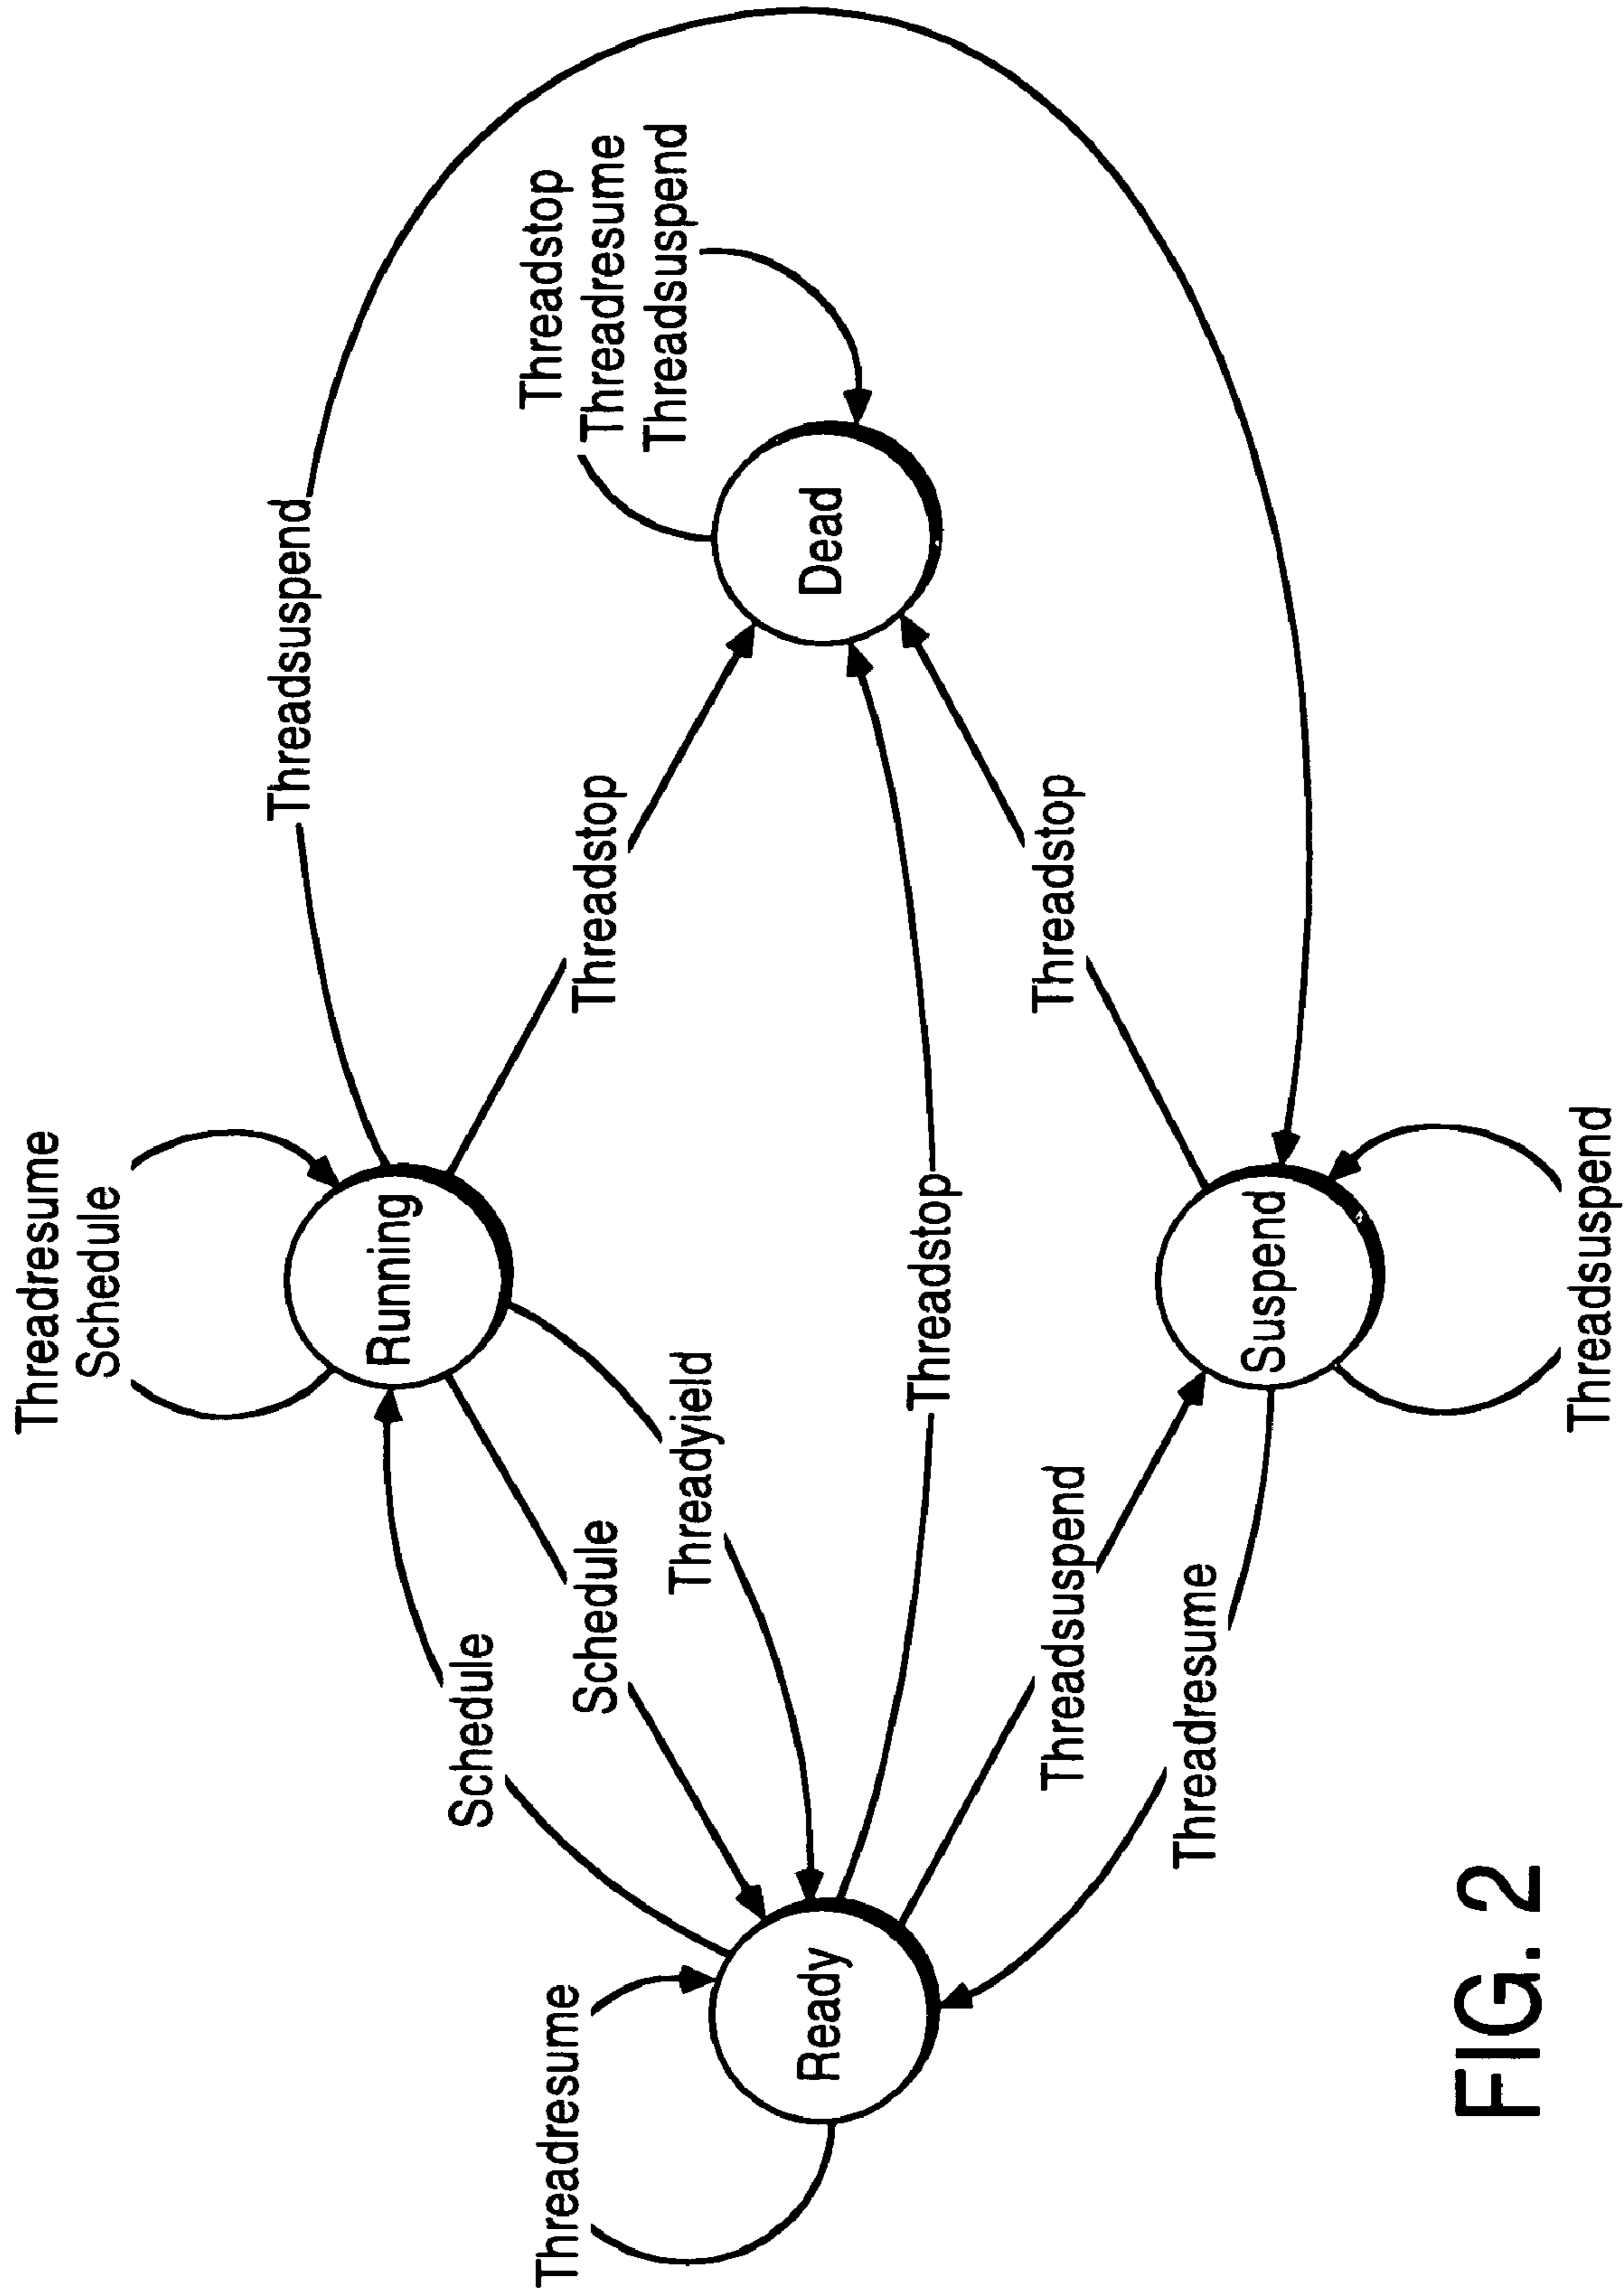 Threadresume
Schedule
Running
Threadsuspend
Threadstop
Threadresume
Threadsuspend
Schedule
Schedule
Threadyield
Threadstop
Threadresume
Ready
Threadstop
Dead
Threadsuspend
Threadresume
Threadstop
Suspend
Threadsuspend
FIG. 2